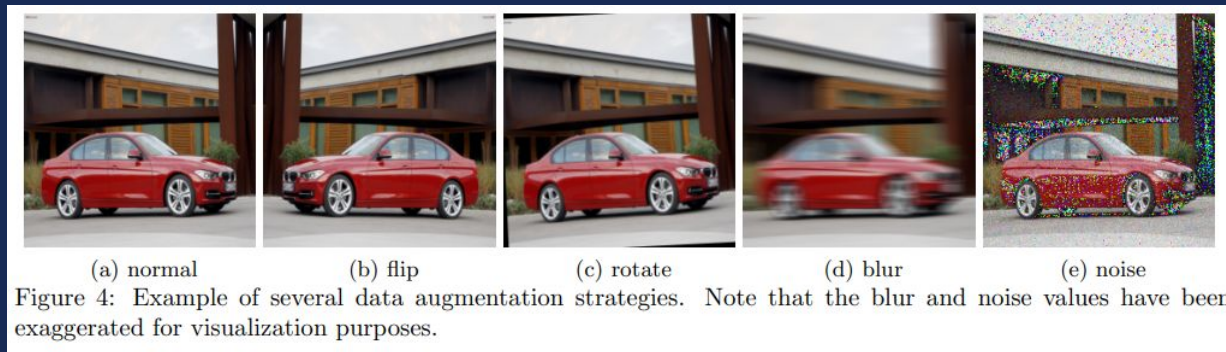 (a) normal
(b) flip
(c) rotate
(d) blur
(e) noise
Figure 4: Example of several data augmentation strategies. Note that the blur and noise values have been
exaggerated for visualization purposes.